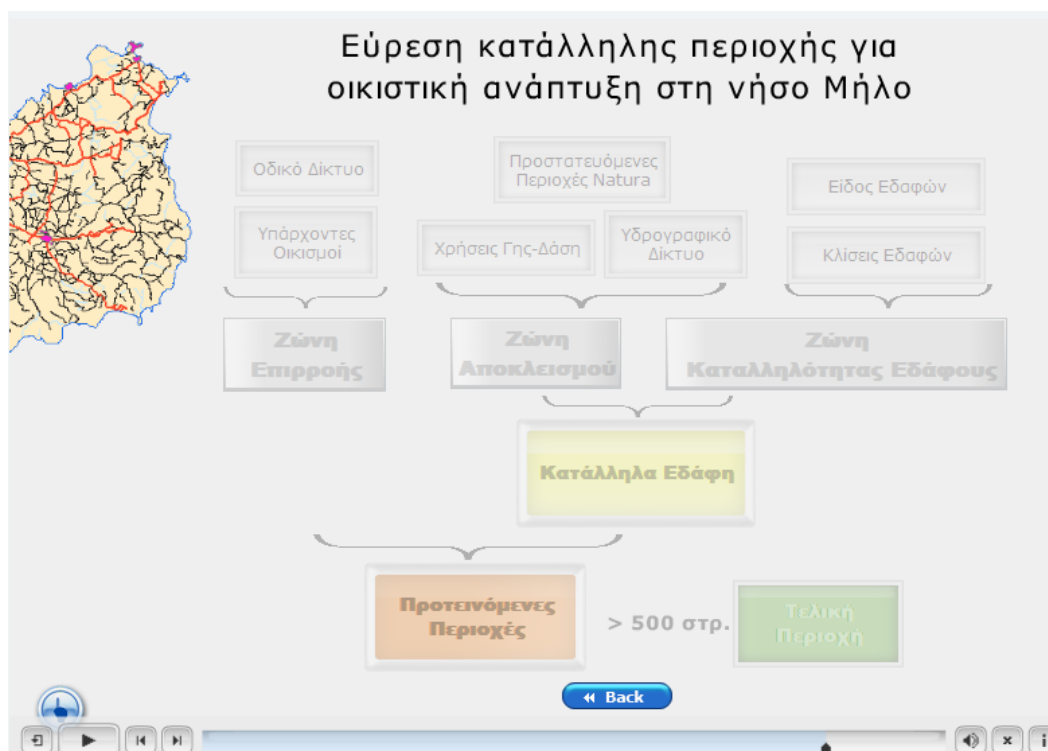 Εύρεση κατάλληλης περιοχής για
οικιστική ανάπτυξη στη νήσο Μήλο
Οδικό Δίκτυο
Υπάρχοντες
Οικισμοί
Προστατευόμενες
Περιοχές Natura
Χρήσεις Γης-Δάση
Υδρογραφικό
Δίκτυο
Είδος Εδαφών
Κλίσεις Εδαφών
Ζώνη
Επιρροής
Ζώνη
Αποκλεισμού
Ζώνη
Καταλληλότητας Εδάφους
Κατάλληλα Εδάφη
Προτεινόμενες
Περιοχές
> 500 στρ.
Τελική
Περιοχή
Back